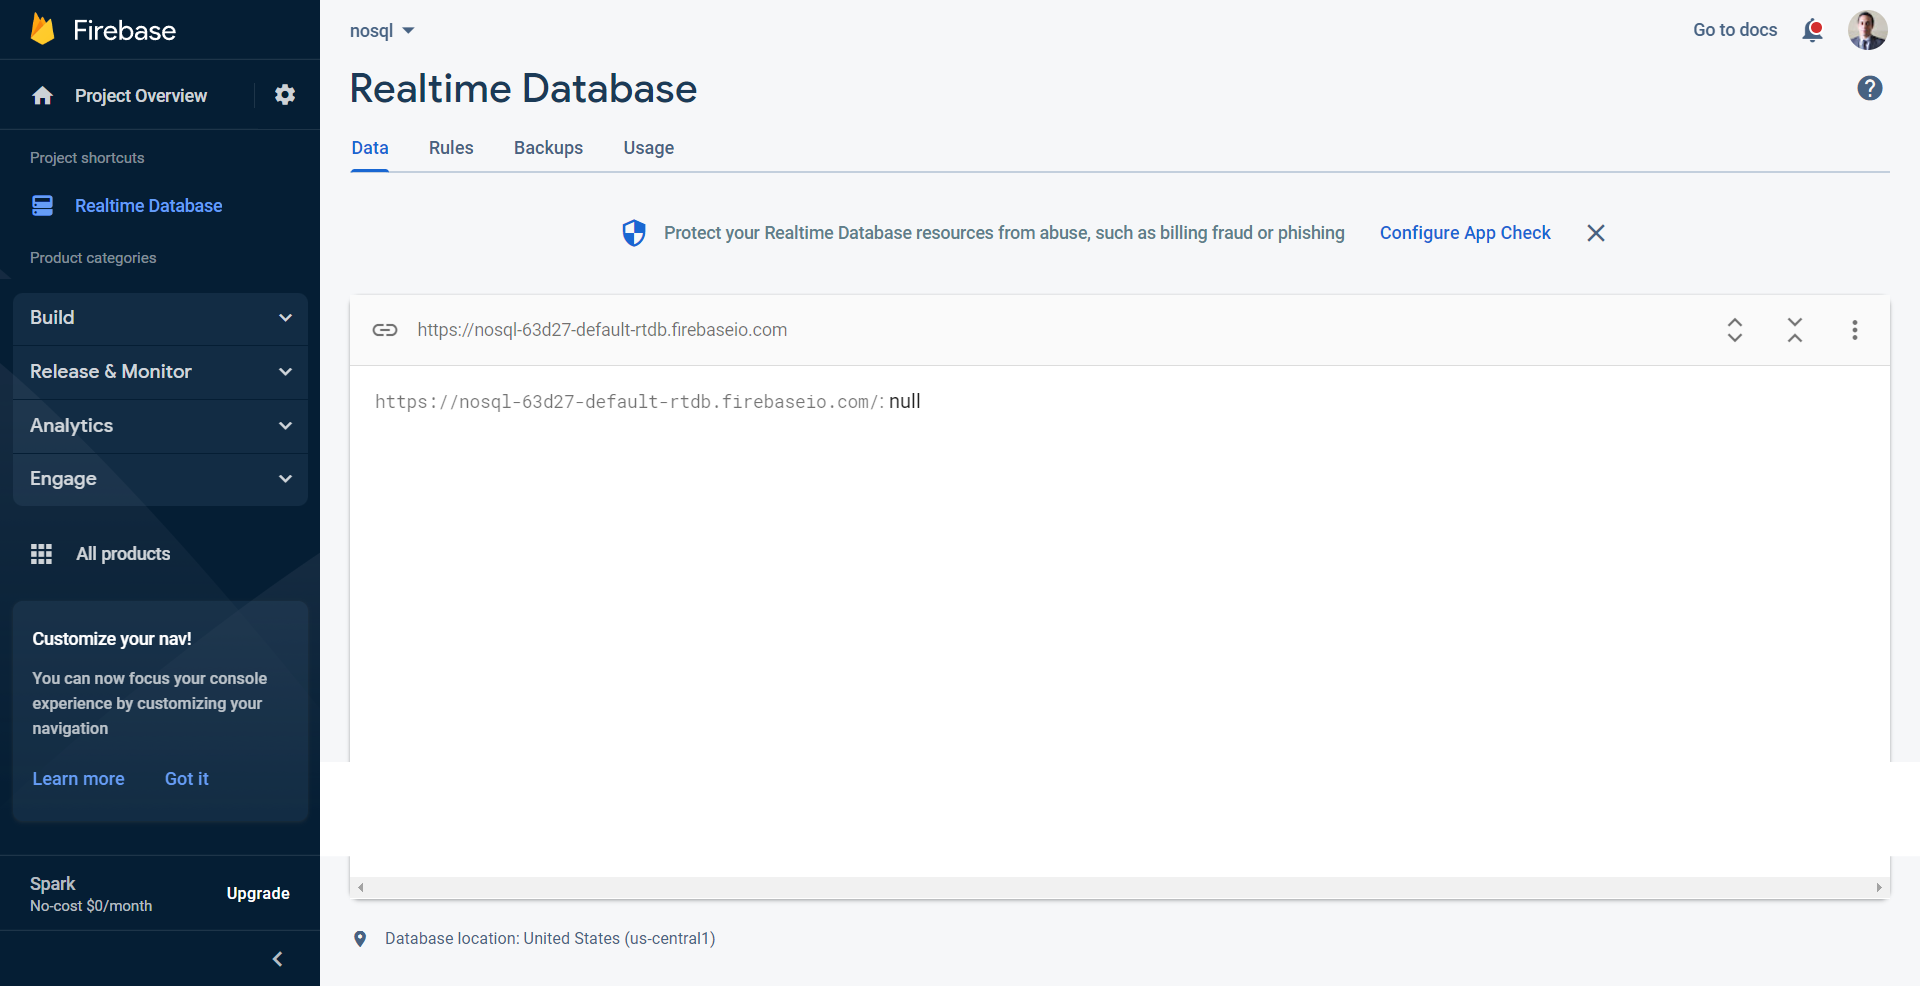 Firebase
Project Overview
Project shortcuts
Realtime Database
Product categories
Build
Release & Monitor
Analytics
Engage
All products
Customize your nav!
You can now focus your console
experience by customizing your
navigation
Learn more Got it
Spark
No-cost $0/month
Upgrade
nosql
Go to docs
Realtime Database
Data Rules Backups Usage
Protect your Realtime Database resources from abuse, such as billing fraud or phishing Configure App Check
https://nosql-63d27-default-rtdb.firebaseio.com
https://nosql-63d27-default-rtdb.firebaseio.com/: null
Database location: United States (us-central1)